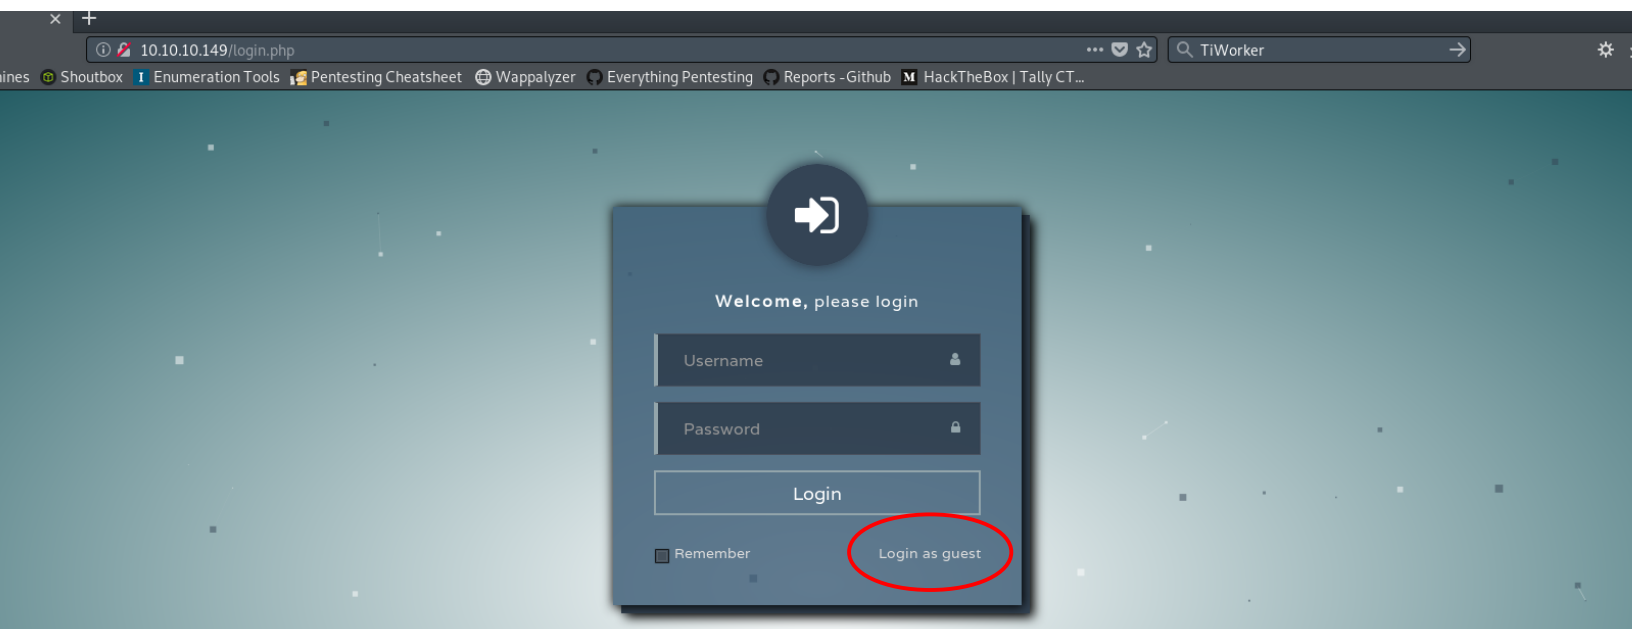 × +
10.10.10.149/login.php ... TiWorker
Shoutbox I Enumeration Tools Pentesting Cheatsheet Wappalyzer Everything Pentesting Reports -Github M HackTheBox | Tally CT...
Welcome, please login
Username
Password
Login
Remember Login as guest